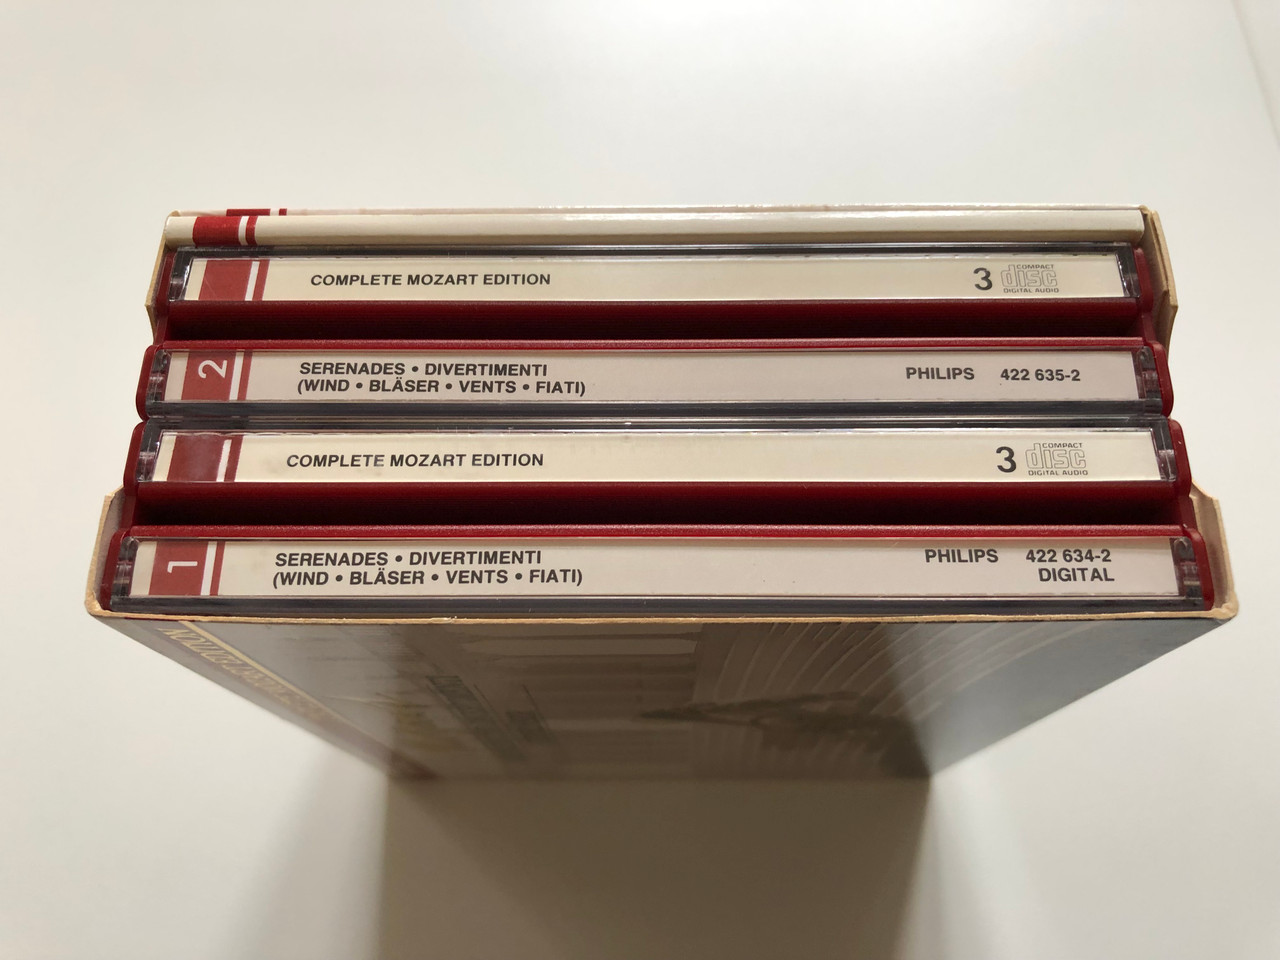 COMPLETE MOZART EDITION 3 COMPACT disc DIGITAL AUDIO
2 SERENADES • DIVERTIMENTI PHILIPS 422 635-2
(WIND • BLÄSER • VENTS • FIATI)
COMPLETE MOZART EDITION 3 COMPACT disc DIGITAL AUDIO
1 SERENADES • DIVERTIMENTI PHILIPS 422 634-2
(WIND • BLÄSER • VENTS • FIATI) DIGITAL